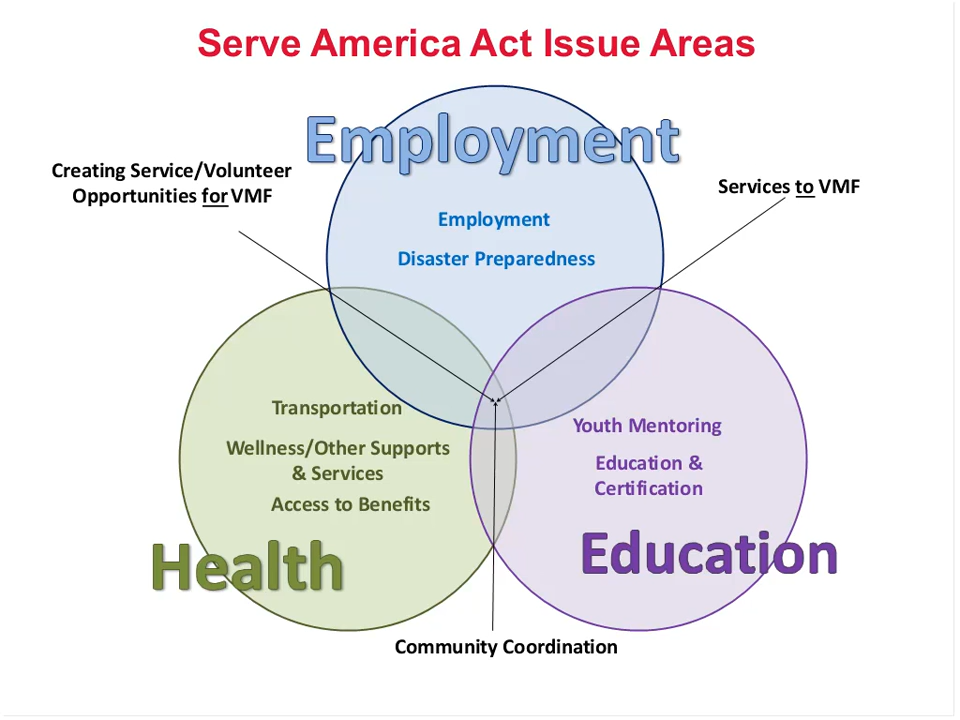 Serve America Act Issue Areas
Employment
Creating Service/Volunteer
Opportunities for VMF
Services to VMF
Employment
Disaster Preparedness
Transportation
Wellness/Other Supports
& Services
Access to Benefits
Youth Mentoring
Education &
Certification
Health
Education
Community Coordination